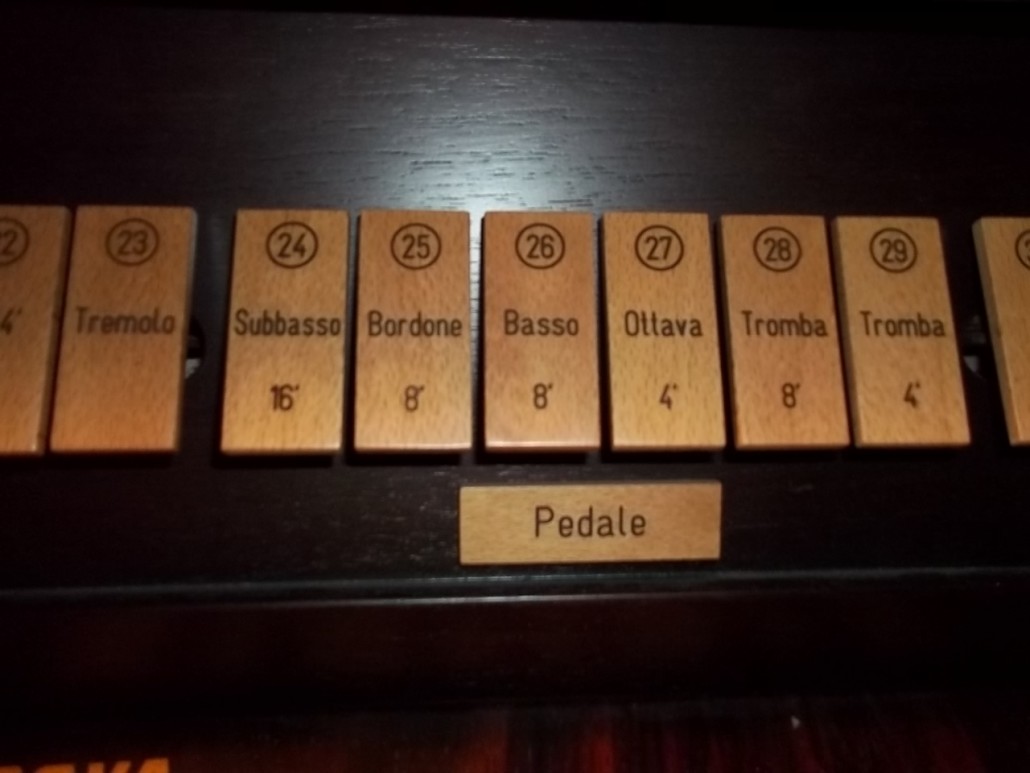 23 24 25 26 27 28 29
4' Tremolo Subbasso Bordone Basso Ottava Tromba Tromba
16' 8' 8' 4' 8' 4'
Pedale